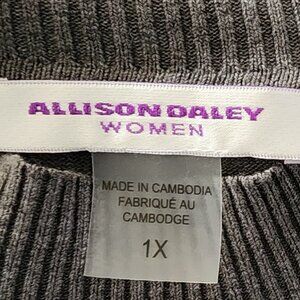 ALLISON DALEY
WOMEN
MADE IN CAMBODIA
FABRIQUÉ AU
CAMBODGE
1X